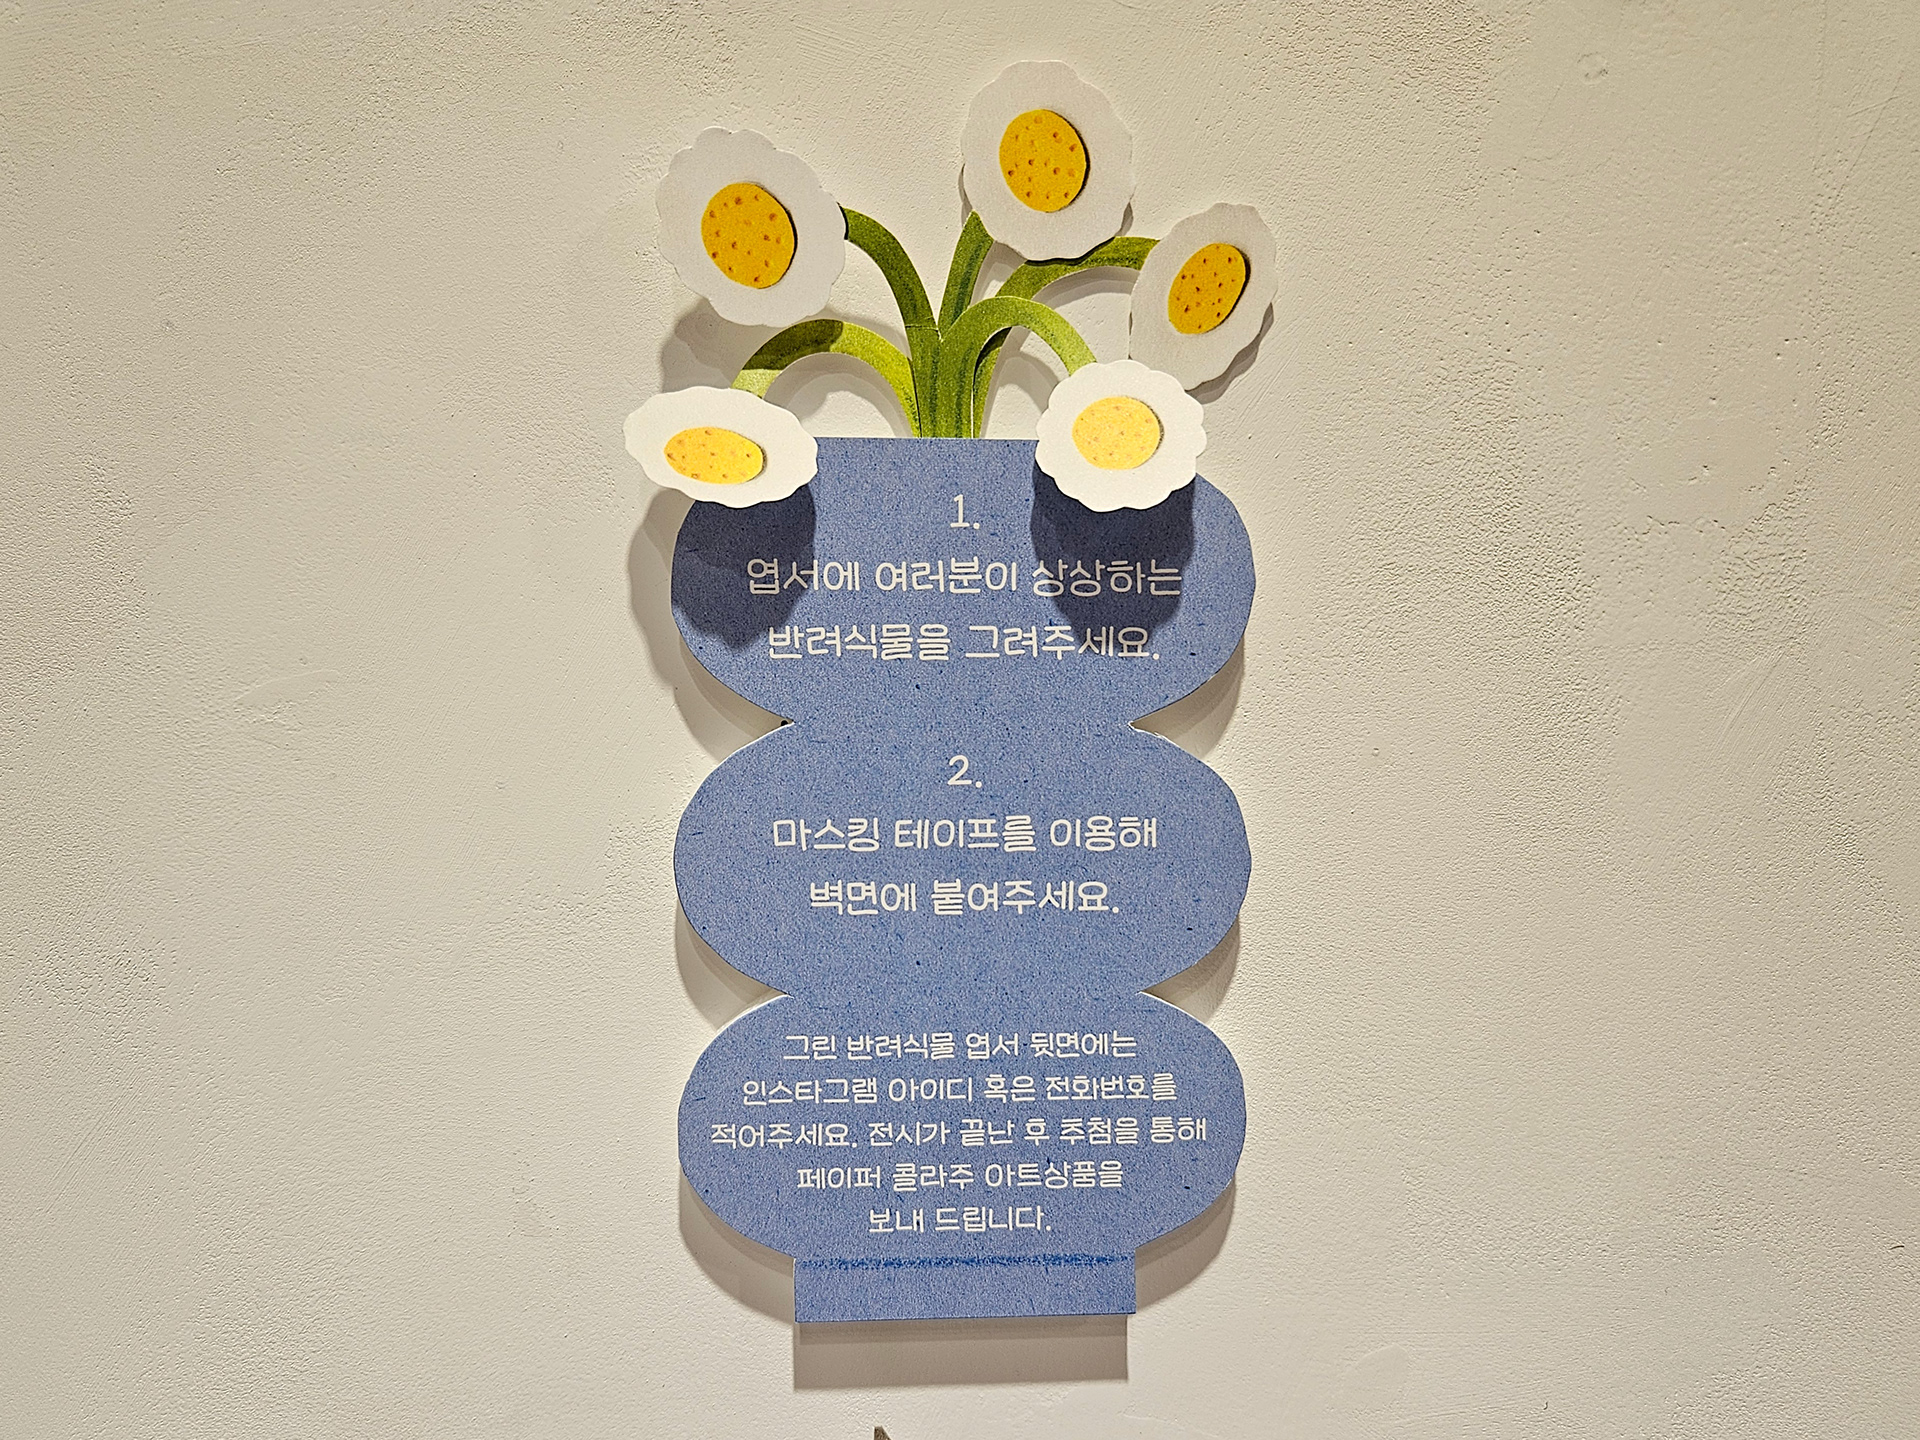 1.
엽서에 여러분이 상상하는
반려식물을 그려주세요.
2.
마스킹 테이프를 이용해
벽면에 붙여주세요.
그린 반려식물 엽서 뒷면에는
인스타그램 아이디 혹은 전화번호를
적어주세요. 전시가 끝난 후 추첨을 통해
페이퍼 콜라주 아트상품을
보내 드립니다.